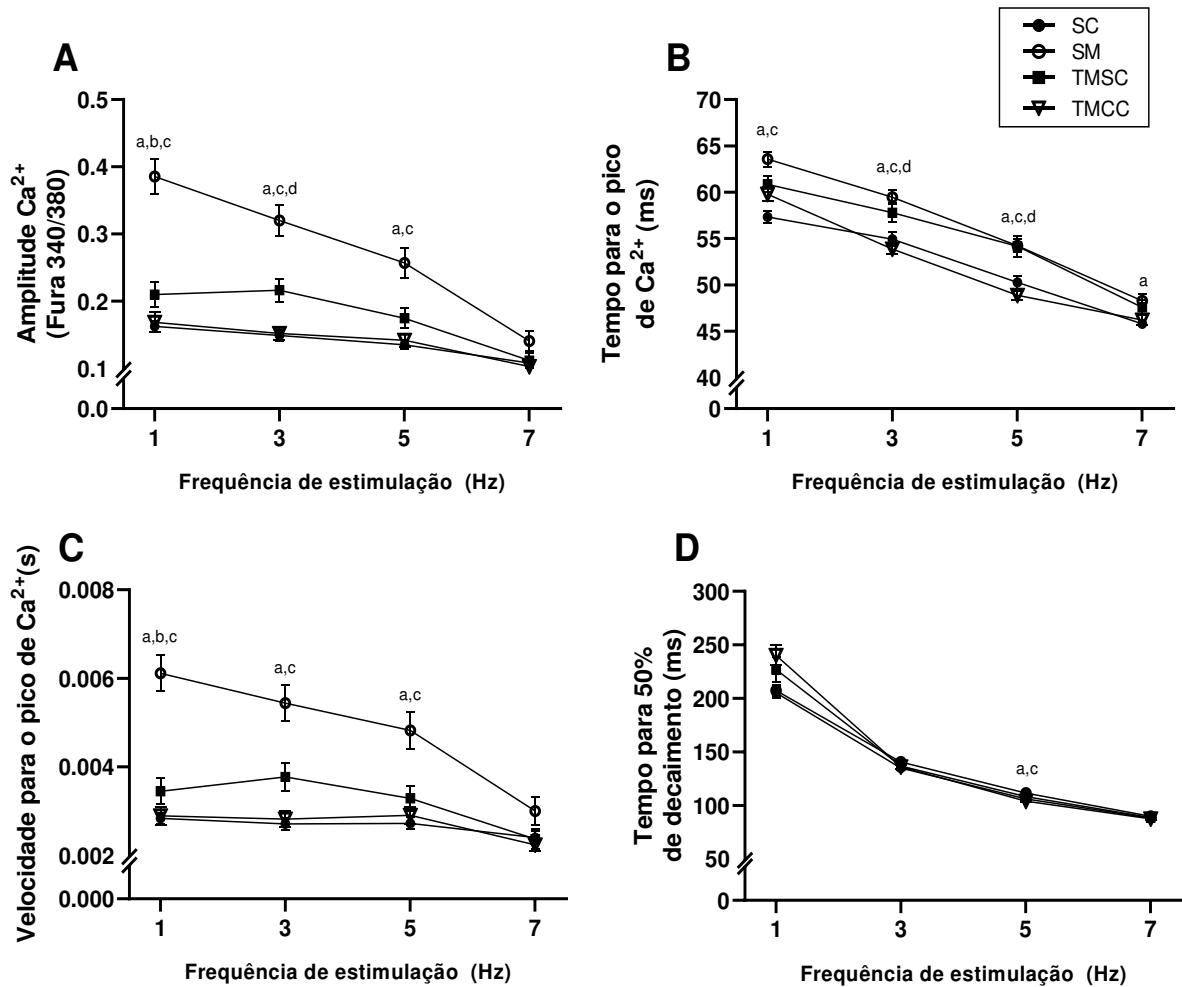 SC
SM
TMSC
TMCC
A
Amplitude Ca2+
(Fura 340/380)
0.5
0.4
0.3
0.2
0.1
0.0
a,b,c
a,c,d
a,c
1 3 5 7
Frequência de estimulação (Hz)
B
Tempo para o pico
de Ca2+ (ms)
70
65
60
55
50
45
40
0
a,c
a,c,d
a,c,d
a
1 3 5 7
Frequência de estimulação (Hz)
C
Velocidade para o pico de Ca2+(s)
0.008
0.006
0.004
0.002
0.000
a,b,c
a,c
a,c
1 3 5 7
Frequência de estimulação (Hz)
D
Tempo para 50%
de decaimento (ms)
300
250
200
150
100
50
0
a,c
1 3 5 7
Frequência de estimulação (Hz)